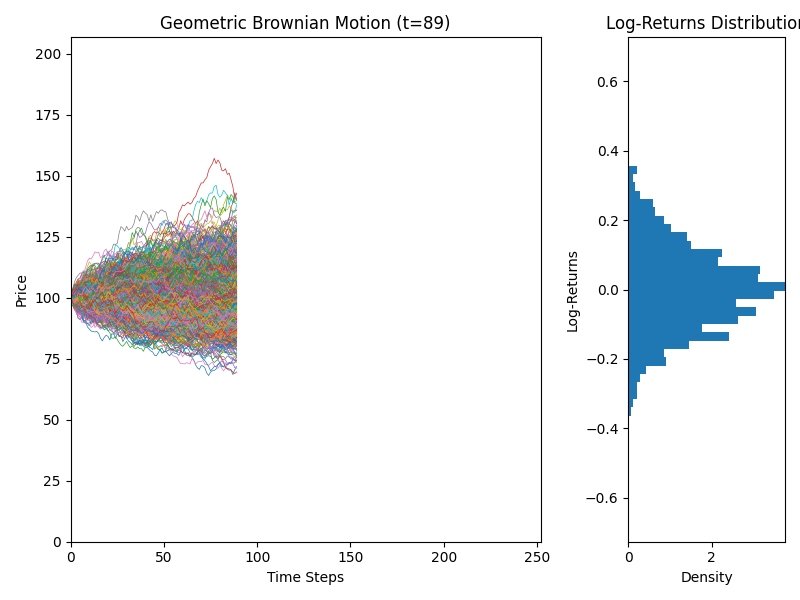 Geometric Brownian Motion (t=89)
Log-Returns Distribution
Price
200
175
150
125
100
75
50
25
0
0 50 100 150 200 250
Time Steps
Log-Returns
0.6
0.4
0.2
0.0
−0.2
−0.4
−0.6
0 2
Density